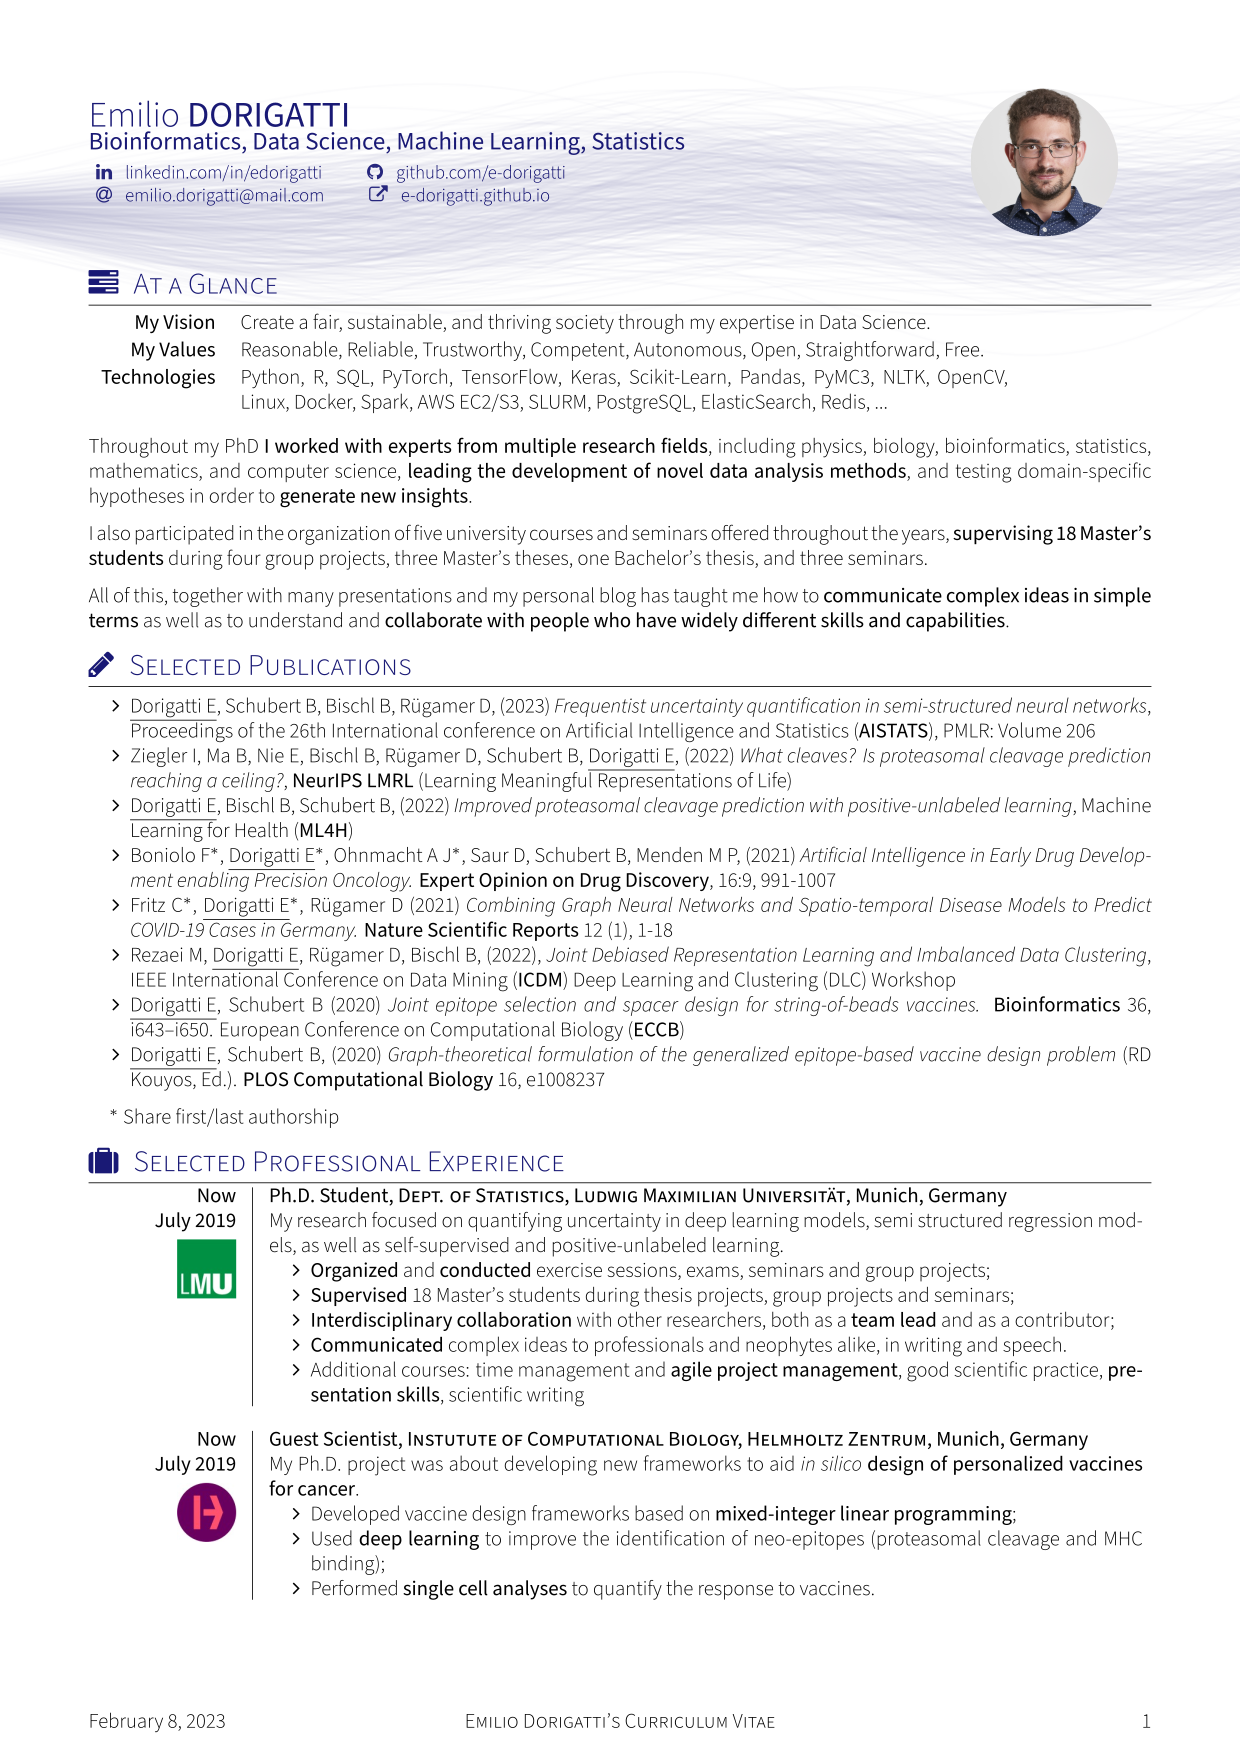 Emilio DORIGATTI
Bioinformatics, Data Science, Machine Learning, Statistics
linkedin.com/in/edorigatti github.com/e-dorigatti
emilio.dorigatti@mail.com e-dorigatti.github.io
At a Glance
My Vision Create a fair, sustainable, and thriving society through my expertise in Data Science.
My Values Reasonable, Reliable, Trustworthy, Competent, Autonomous, Open, Straightforward, Free.
Technologies Python, R, SQL, PyTorch, TensorFlow, Keras, Scikit-Learn, Pandas, PyMC3, NLTK, OpenCV,
Linux, Docker, Spark, AWS EC2/S3, SLURM, PostgreSQL, ElasticSearch, Redis, ...
Throughout my PhD I worked with experts from multiple research fields, including physics, biology, bioinformatics, statistics,
mathematics, and computer science, leading the development of novel data analysis methods, and testing domain-specific
hypotheses in order to generate new insights.
I also participated in the organization of five university courses and seminars offered throughout the years, supervising 18 Master's
students during four group projects, three Master's theses, one Bachelor's thesis, and three seminars.
All of this, together with many presentations and my personal blog has taught me how to communicate complex ideas in simple
terms as well as to understand and collaborate with people who have widely different skills and capabilities.
Selected Publications
Dorigatti E, Schubert B, Bischl B, Rügamer D, (2023) Frequentist uncertainty quantification in semi-structured neural networks,
Proceedings of the 26th International conference on Artificial Intelligence and Statistics (AISTATS), PMLR: Volume 206
Ziegler I, Ma B, Nie E, Bischl B, Rügamer D, Schubert B, Dorigatti E, (2022) What cleaves? Is proteasomal cleavage prediction
reaching a ceiling?, NeurIPS LMRL (Learning Meaningful Representations of Life)
Dorigatti E, Bischl B, Schubert B, (2022) Improved proteasomal cleavage prediction with positive-unlabeled learning, Machine
Learning for Health (ML4H)
Boniolo F*, Dorigatti E*, Ohnmacht A J*, Saur D, Schubert B, Menden M P, (2021) Artificial Intelligence in Early Drug Develop-
ment enabling Precision Oncology. Expert Opinion on Drug Discovery, 16:9, 991-1007
Fritz C*, Dorigatti E*, Rügamer D (2021) Combining Graph Neural Networks and Spatio-temporal Disease Models to Predict
COVID-19 Cases in Germany. Nature Scientific Reports 12 (1), 1-18
Rezaei M, Dorigatti E, Rügamer D, Bischl B, (2022), Joint Debiased Representation Learning and Imbalanced Data Clustering,
IEEE International Conference on Data Mining (ICDM) Deep Learning and Clustering (DLC) Workshop
Dorigatti E, Schubert B (2020) Joint epitope selection and spacer design for string-of-beads vaccines. Bioinformatics 36,
i643–i650. European Conference on Computational Biology (ECCB)
Dorigatti E, Schubert B, (2020) Graph-theoretical formulation of the generalized epitope-based vaccine design problem (RD
Kouyos, Ed.). PLOS Computational Biology 16, e1008237
* Share first/last authorship
Selected Professional Experience
Now Ph.D. Student, Dept. of Statistics, Ludwig Maximilian Universität, Munich, Germany
July 2019 My research focused on quantifying uncertainty in deep learning models, semi structured regression mod-
els, as well as self-supervised and positive-unlabeled learning.
LMU
Organized and conducted exercise sessions, exams, seminars and group projects;
Supervised 18 Master's students during thesis projects, group projects and seminars;
Interdisciplinary collaboration with other researchers, both as a team lead and as a contributor;
Communicated complex ideas to professionals and neophytes alike, in writing and speech.
Additional courses: time management and agile project management, good scientific practice, pre-
sentation skills, scientific writing
Now Guest Scientist, Instutute of Computational Biology, Helmholtz Zentrum, Munich, Germany
July 2019 My Ph.D. project was about developing new frameworks to aid in silico design of personalized vaccines
for cancer.
Developed vaccine design frameworks based on mixed-integer linear programming;
Used deep learning to improve the identification of neo-epitopes (proteasomal cleavage and MHC
binding);
Performed single cell analyses to quantify the response to vaccines.
February 8, 2023 Emilio Dorigatti's Curriculum Vitae 1